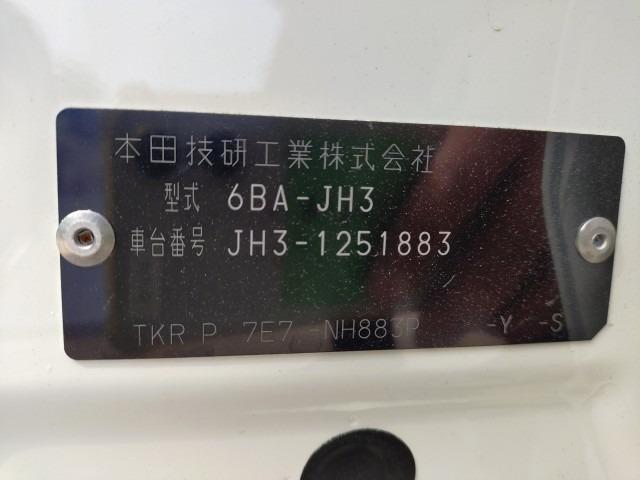 本田技研工業株式会社
型式 6BA-JH3
車台番号 JH3-1251883
TKR P 7E7 -NH883P -Y -S